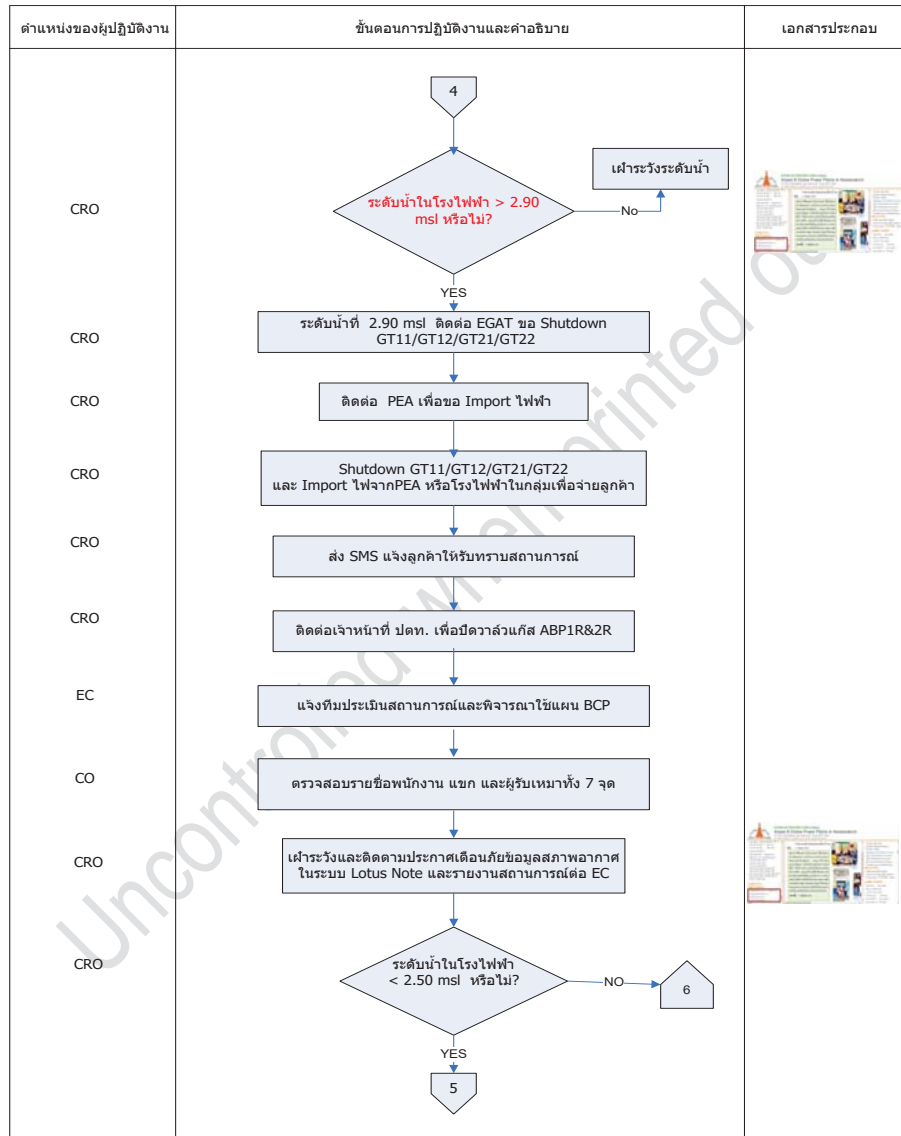 ตำแหน่งของผู้ปฏิบัติงาน
ขั้นตอนการปฏิบัติงานและคำอธิบาย
เอกสารประกอบ
4
เฝ้าระวังระดับน้ำ
CRO
ระดับน้ำในโรงไฟฟ้า > 2.90
msl หรือไม่?
No
YES
CRO
ระดับน้ำที่ 2.90 msl ติดต่อ EGAT ขอ Shutdown
GT11/GT12/GT21/GT22
CRO
ติดต่อ PEA เพื่อขอ Import ไฟฟ้า
CRO
Shutdown GT11/GT12/GT21/GT22
และ Import ไฟจากPEA หรือโรงไฟฟ้าในกลุ่มเพื่อจ่ายลูกค้า
CRO
ส่ง SMS แจ้งลูกค้าให้รับทราบสถานการณ์
CRO
ติดต่อเจ้าหน้าที่ ปตท. เพื่อปิดวาล์วแก๊ส ABP1R&2R
EC
แจ้งทีมประเมินสถานการณ์และพิจารณาใช้แผน BCP
CO
ตรวจสอบรายชื่อพนักงาน แขก และผู้รับเหมาทั้ง 7 จุด
CRO
เฝ้าระวังและติดตามประกาศเตือนภัยข้อมูลสภาพอากาศ
ในระบบ Lotus Note และรายงานสถานการณ์ต่อ EC
CRO
ระดับน้ำในโรงไฟฟ้า
< 2.50 msl หรือไม่?
NO
6
YES
5
Uncontrolled when printed